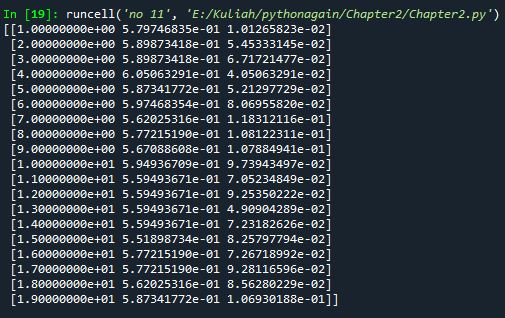 In [19]: runcell('no 11', 'E:/Kuliah/pythonagain/Chapter2/Chapter2.py')
[[1.00000000e+00 5.79746835e-01 1.01265823e-02]
[2.00000000e+00 5.89873418e-01 5.45333145e-02]
[3.00000000e+00 5.89873418e-01 6.71721477e-02]
[4.00000000e+00 6.05063291e-01 4.05063291e-02]
[5.00000000e+00 5.87341772e-01 5.21297729e-02]
[6.00000000e+00 5.97468354e-01 8.06955820e-02]
[7.00000000e+00 5.62025316e-01 1.18312116e-01]
[8.00000000e+00 5.77215190e-01 1.08122311e-01]
[9.00000000e+00 5.67088608e-01 1.07884941e-01]
[1.00000000e+01 5.94936709e-01 9.73943497e-02]
[1.10000000e+01 5.59493671e-01 7.05234849e-02]
[1.20000000e+01 5.59493671e-01 9.25350222e-02]
[1.30000000e+01 5.59493671e-01 4.90904289e-02]
[1.40000000e+01 5.59493671e-01 7.23182626e-02]
[1.50000000e+01 5.51898734e-01 8.25797794e-02]
[1.60000000e+01 5.77215190e-01 7.26718992e-02]
[1.70000000e+01 5.77215190e-01 9.28116596e-02]
[1.80000000e+01 5.62025316e-01 8.56280229e-02]
[1.90000000e+01 5.87341772e-01 1.06930188e-01]]